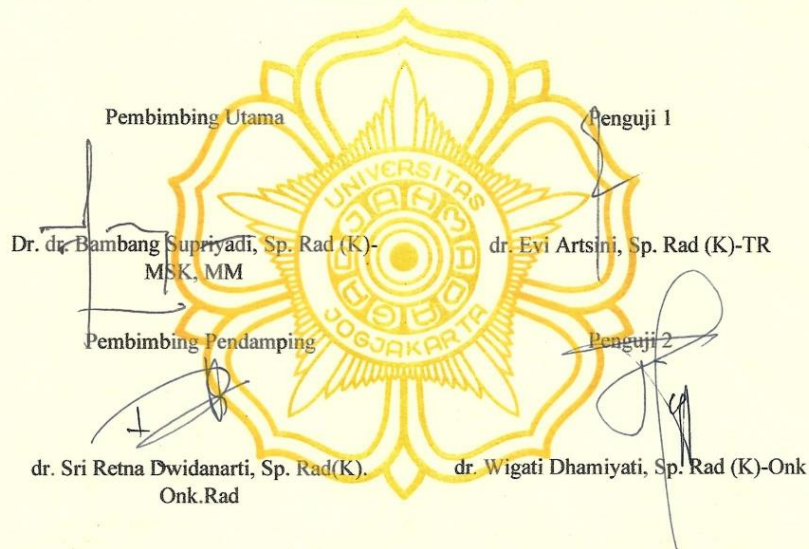 Pembimbing Utama
Penguji 1
Dr. dr. Bambang Supriyadi, Sp. Rad (K)-
MSK, MM
dr. Evi Artsini, Sp. Rad (K)-TR
Pembimbing Pendamping
Penguji 2
dr. Sri Retna Dwidanarti, Sp. Rad(K).
Onk.Rad
dr. Wigati Dhamiyati, Sp. Rad (K)-Onk
UNIVERSITAS
GADJAH MADA
JOGJAKARTA